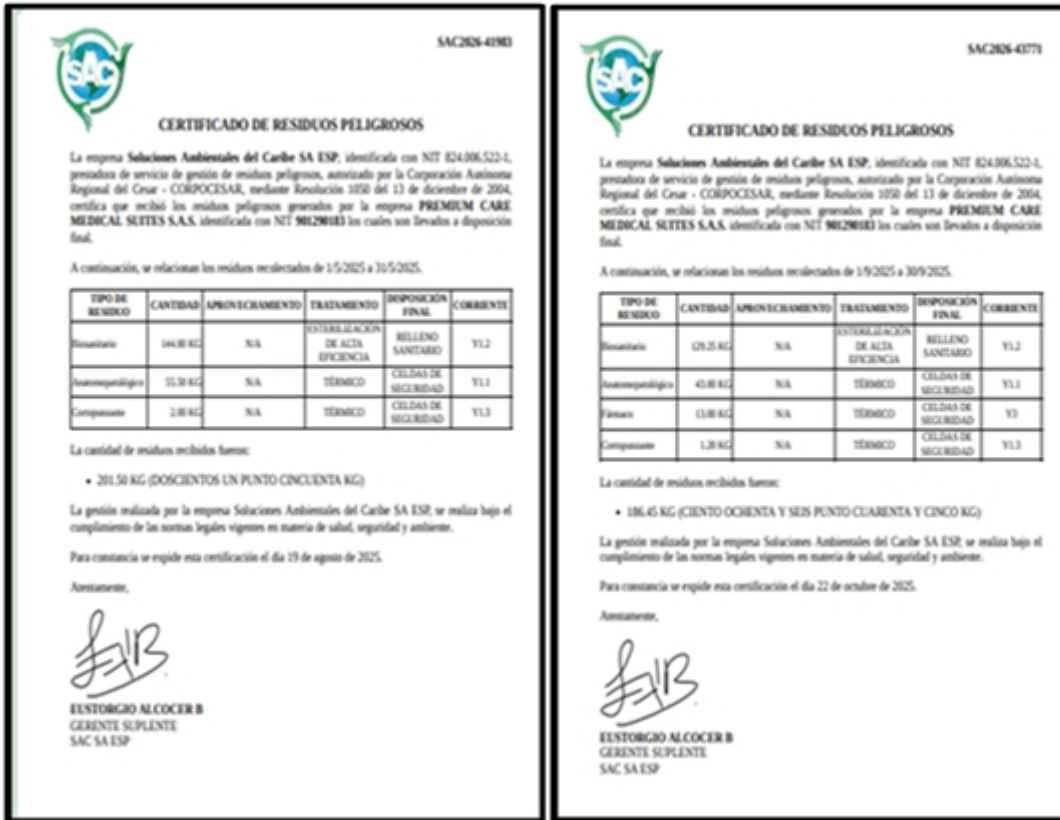 SAC2026-41983
SAC
CERTIFICADO DE RESIDUOS PELIGROSOS
La empresa Soluciones Ambientales del Caribe SA ESP, identificada con NIT 824.006.522-1,
prestadora de servicio de gestión de residuos peligrosos, autorizado por la Corporación Autónoma
Regional del Cesar - CORPOCESAR, mediante Resolución 1050 del 13 de diciembre de 2004,
certifica que recibió los residuos peligrosos generados por la empresa PREMIUM CARE
MEDICAL SUITES S.A.S. identificada con NIT 901290183 los cuales son llevados a disposición
final.
A continuación, se relacionan los residuos recolectados de 1/5/2025 a 31/5/2025.
TIPO DE RESIDUO CANTIDAD APROVECHAMIENTO TRATAMIENTO DISPOSICIÓN FINAL CORRIENTE
Biosanitario 144.00 KG N/A ESTERILIZACIÓN DE ALTA EFICIENCIA RELLENO SANITARIO Y1.2
Anatomopatológico 55.50 KG N/A TÉRMICO CELDAS DE SEGURIDAD Y1.1
Cortopunzante 2.00 KG N/A TÉRMICO CELDAS DE SEGURIDAD Y1.3
La cantidad de residuos recibidos fueron:
• 201.50 KG (DOSCIENTOS UN PUNTO CINCUENTA KG)
La gestión realizada por la empresa Soluciones Ambientales del Caribe SA ESP, se realiza bajo el
cumplimiento de las normas legales vigentes en materia de salud, seguridad y ambiente.
Para constancia se expide esta certificación el día 19 de agosto de 2025.
Atentamente,
EUSTORGIO ALCOCER B
GERENTE SUPLENTE
SAC SA ESP
SAC2026-43771
SAC
CERTIFICADO DE RESIDUOS PELIGROSOS
La empresa Soluciones Ambientales del Caribe SA ESP, identificada con NIT 824.006.522-1,
prestadora de servicio de gestión de residuos peligrosos, autorizado por la Corporación Autónoma
Regional del Cesar - CORPOCESAR, mediante Resolución 1050 del 13 de diciembre de 2004,
certifica que recibió los residuos peligrosos generados por la empresa PREMIUM CARE
MEDICAL SUITES S.A.S. identificada con NIT 901290183 los cuales son llevados a disposición
final.
A continuación, se relacionan los residuos recolectados de 1/9/2025 a 30/9/2025.
TIPO DE RESIDUO CANTIDAD APROVECHAMIENTO TRATAMIENTO DISPOSICIÓN FINAL CORRIENTE
Biosanitario 129.25 KG N/A ESTERILIZACIÓN DE ALTA EFICIENCIA RELLENO SANITARIO Y1.2
Anatomopatológico 43.00 KG N/A TÉRMICO CELDAS DE SEGURIDAD Y1.1
Fármaco 13.00 KG N/A TÉRMICO CELDAS DE SEGURIDAD Y3
Cortopunzante 1.20 KG N/A TÉRMICO CELDAS DE SEGURIDAD Y1.3
La cantidad de residuos recibidos fueron:
• 186.45 KG (CIENTO OCHENTA Y SEIS PUNTO CUARENTA Y CINCO KG)
La gestión realizada por la empresa Soluciones Ambientales del Caribe SA ESP, se realiza bajo el
cumplimiento de las normas legales vigentes en materia de salud, seguridad y ambiente.
Para constancia se expide esta certificación el día 22 de octubre de 2025.
Atentamente,
EUSTORGIO ALCOCER B
GERENTE SUPLENTE
SAC SA ESP